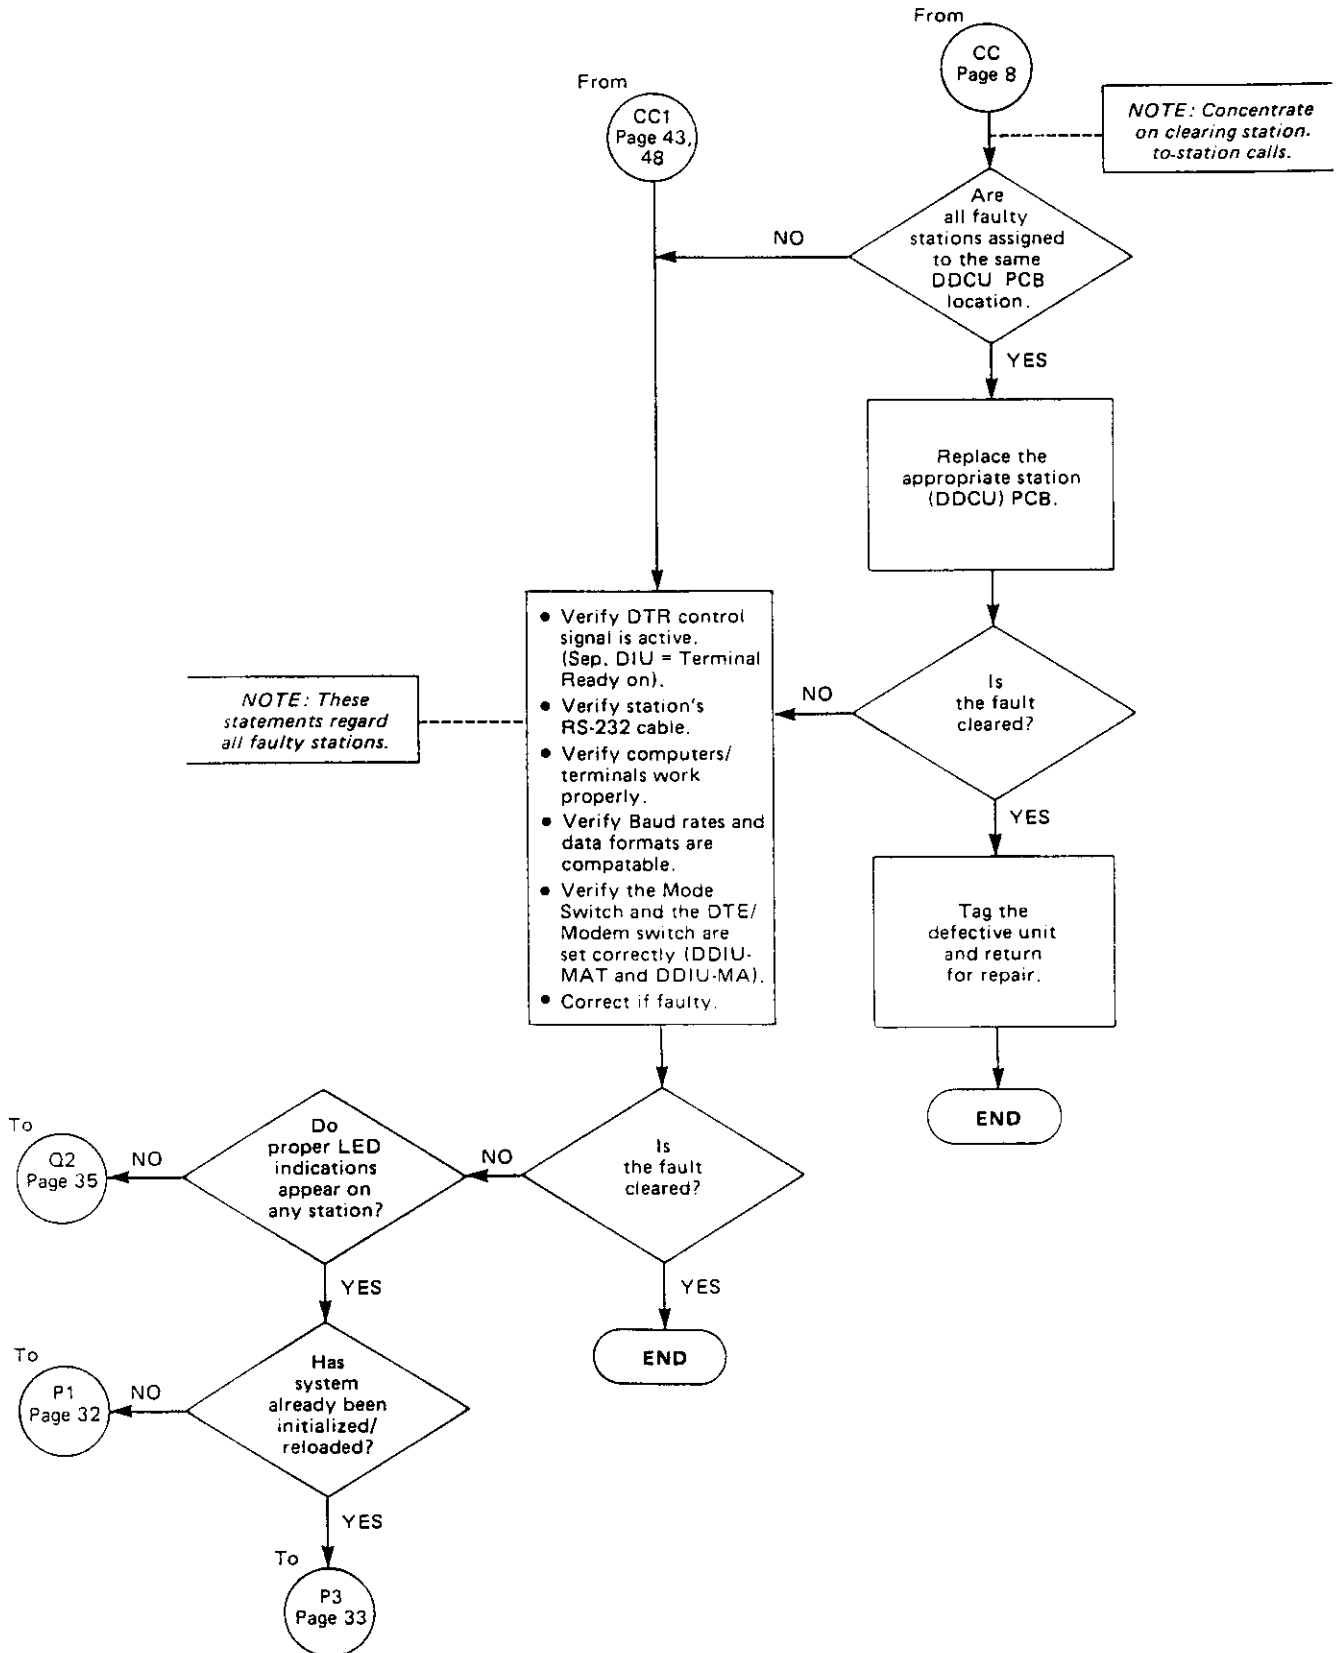 From
CC
Page 8
NOTE: Concentrate
on clearing station-
to-station calls.
From
CC1
Page 43,
48
Are
all faulty
stations assigned
to the same
DDCU PCB
location.
NO
YES
Replace the
appropriate station
(DDCU) PCB.
• Verify DTR control
signal is active.
(Sep. DIU = Terminal
Ready on).
• Verify station's
RS-232 cable.
• Verify computers/
terminals work
properly.
• Verify Baud rates and
data formats are
compatable.
• Verify the Mode
Switch and the DTE/
Modem switch are
set correctly (DDIU-
MAT and DDIU-MA).
• Correct if faulty.
NOTE: These
statements regard
all faulty stations.
Is
the fault
cleared?
NO
YES
Tag the
defective unit
and return
for repair.
END
Is
the fault
cleared?
NO
YES
END
Do
proper LED
indications
appear on
any station?
NO
To
Q2
Page 35
YES
Has
system
already been
initialized/
reloaded?
NO
To
P1
Page 32
YES
To
P3
Page 33